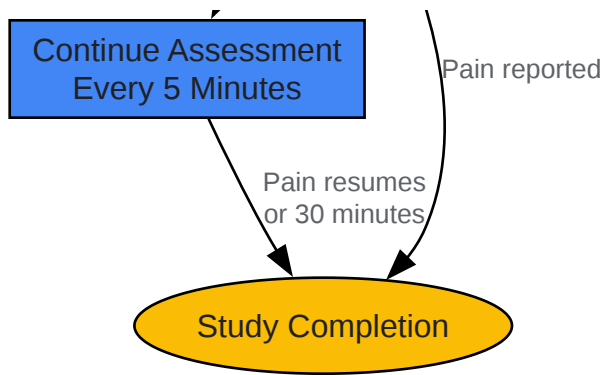 Continue Assessment
Every 5 Minutes
Pain reported
Pain resumes
or 30 minutes
Study Completion